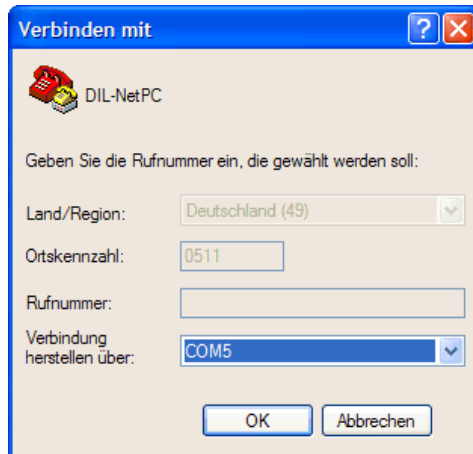 Verbinden mit
DIL-NetPC
Geben Sie die Rufnummer ein, die gewählt werden soll:
Land/Region: Deutschland (49)
Ortskennzahl: 0511
Rufnummer:
Verbindung
herstellen über: COM5
OK Abbrechen